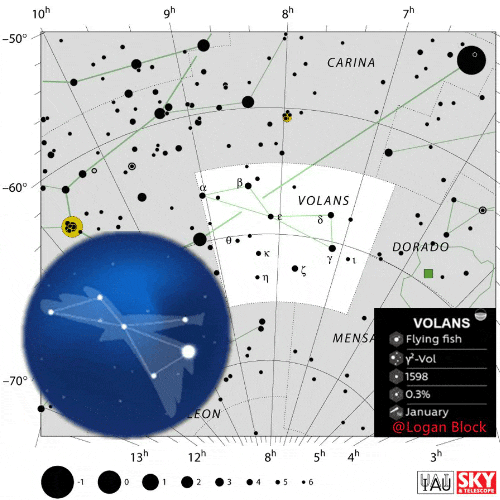 10h 9h 8h 7h
−50°
CARINA
−60°
α
β
VOLANS
ε
δ
θ
κ
γ
ι
ζ
η
DORADO
MENSA
VOLANS
Flying fish
γ²-Vol
1598
0.3%
January
@Logan Block
−70°
LEON
13h 12h 8h 5h 4h 3h
-1 0 1 2 3 4 5 6
IAU
SKY
& TELESCOPE